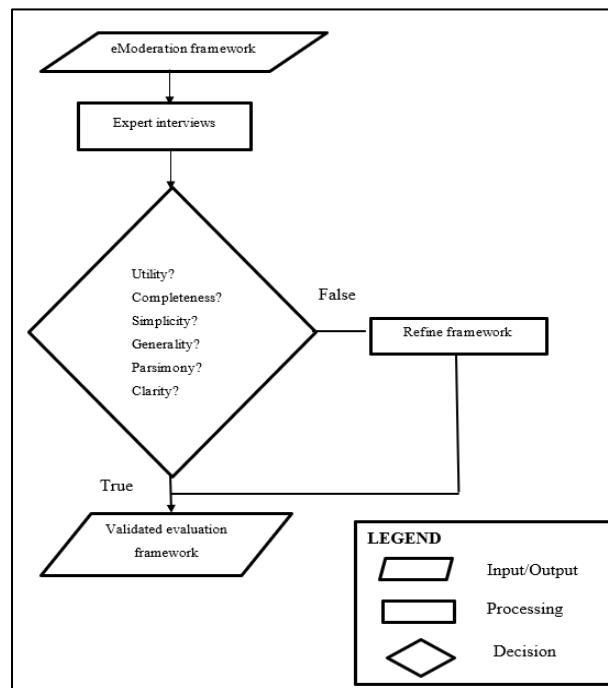 eModeration framework
Expert interviews
Utility?
Completeness?
Simplicity?
Generality?
Parsimony?
Clarity?
False
Refine framework
True
Validated evaluation
framework
LEGEND
Input/Output
Processing
Decision